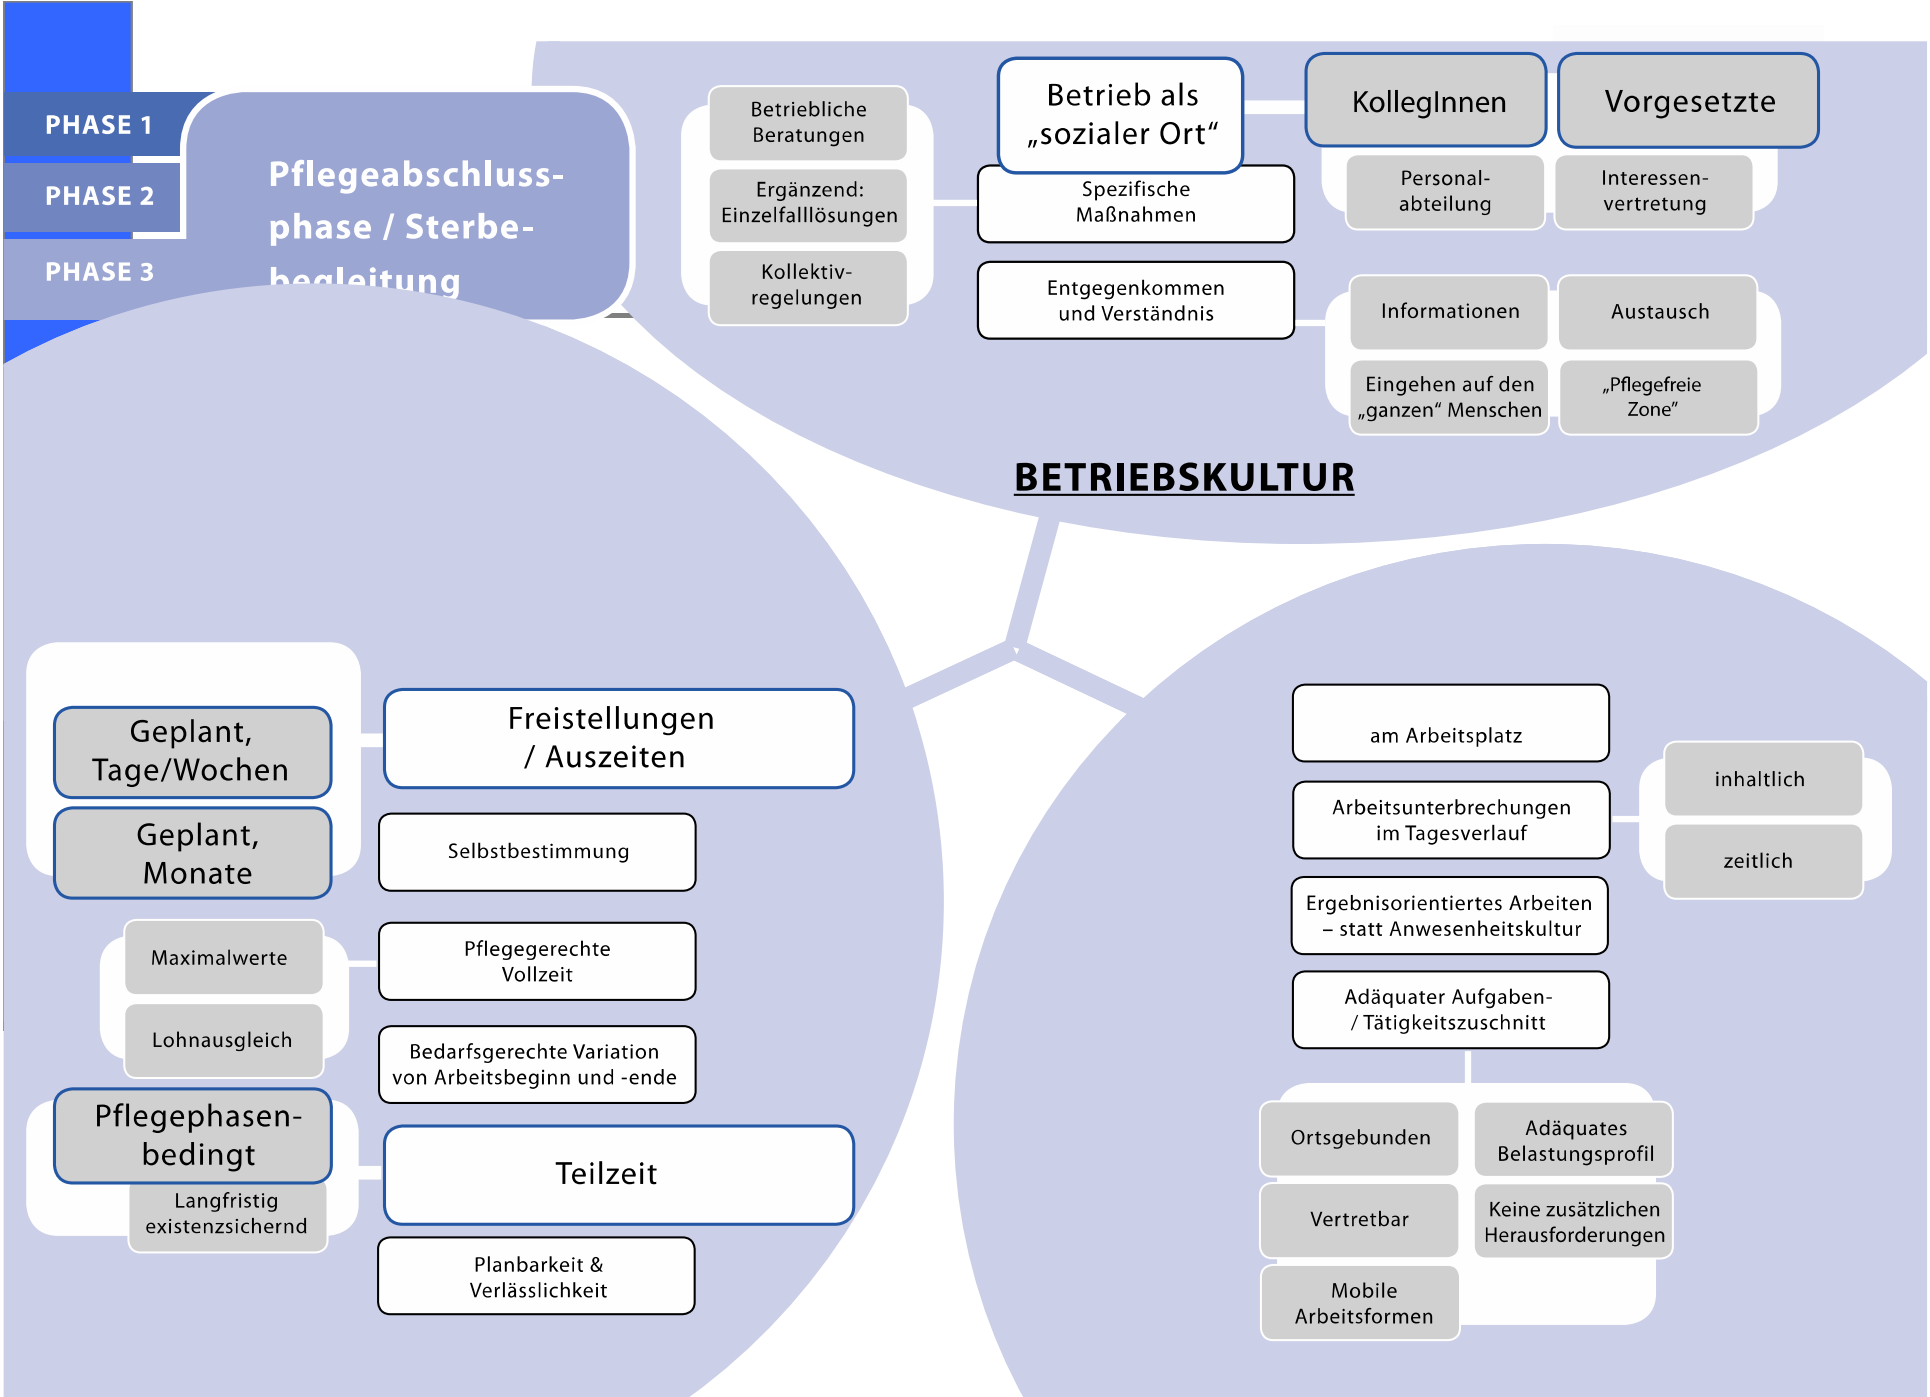 PHASE 1
PHASE 2
PHASE 3
Pflegeabschluss-
phase / Sterbe-
begleitung
Betriebliche
Beratungen
Ergänzend:
Einzelfalllösungen
Kollektiv-
regelungen
Betrieb als
„sozialer Ort“
Spezifische
Maßnahmen
Entgegenkommen
und Verständnis
KollegInnen
Vorgesetzte
Personal-
abteilung
Interessen-
vertretung
Informationen
Austausch
Eingehen auf den
„ganzen“ Menschen
„Pflegefreie
Zone”
BETRIEBSKULTUR
Geplant,
Tage/Wochen
Geplant,
Monate
Freistellungen
/ Auszeiten
Selbstbestimmung
Maximalwerte
Lohnausgleich
Pflegegerechte
Vollzeit
Bedarfsgerechte Variation
von Arbeitsbeginn und -ende
Pflegephasen-
bedingt
Langfristig
existenzsichernd
Teilzeit
Planbarkeit &
Verlässlichkeit
am Arbeitsplatz
Arbeitsunterbrechungen
im Tagesverlauf
inhaltlich
zeitlich
Ergebnisorientiertes Arbeiten
– statt Anwesenheitskultur
Adäquater Aufgaben-
/ Tätigkeitszuschnitt
Ortsgebunden
Adäquates
Belastungsprofil
Vertretbar
Keine zusätzlichen
Herausforderungen
Mobile
Arbeitsformen